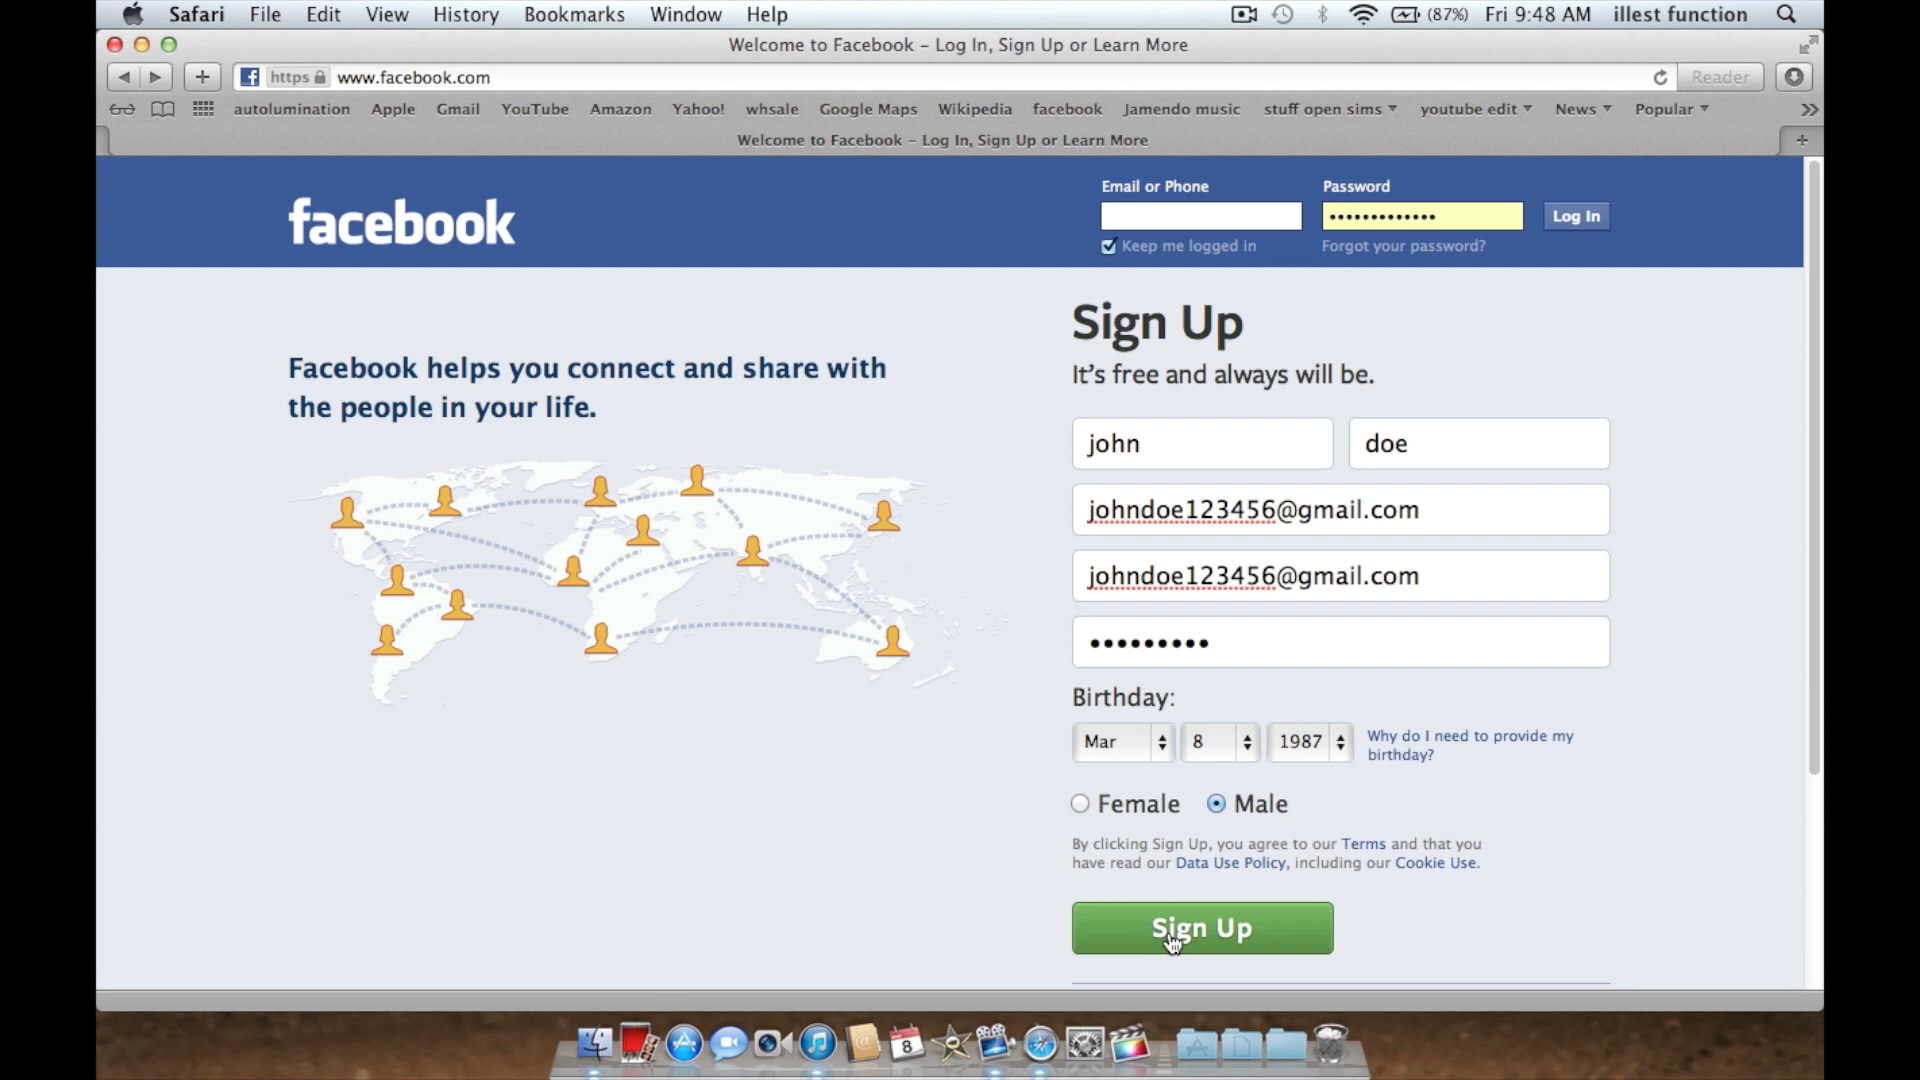 Safari File Edit View History Bookmarks Window Help (87%) Fri 9:48 AM illest function
Welcome to Facebook – Log In, Sign Up or Learn More
https www.facebook.com Reader
autolumination Apple Gmail YouTube Amazon Yahoo! whsale Google Maps Wikipedia facebook Jamendo music stuff open sims youtube edit News Popular
Welcome to Facebook – Log In, Sign Up or Learn More
Email or Phone Password
facebook
Log In
Keep me logged in Forgot your password?
Sign Up
It's free and always will be.
Facebook helps you connect and share with
the people in your life.
john doe
johndoe123456@gmail.com
johndoe123456@gmail.com
Birthday:
Mar 8 1987
Why do I need to provide my
birthday?
Female Male
By clicking Sign Up, you agree to our Terms and that you
have read our Data Use Policy, including our Cookie Use.
Sign Up
8